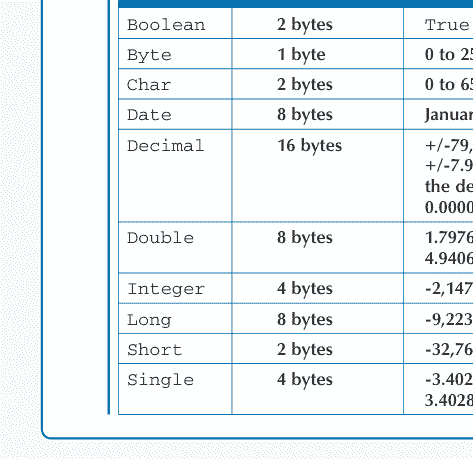 Boolean 2 bytes True
Byte 1 byte 0 to 25
Char 2 bytes 0 to 65
Date 8 bytes Januar
Decimal 16 bytes +/-79,
+/-7.9
the de
0.0000
Double 8 bytes 1.7976
4.9406
Integer 4 bytes -2,147
Long 8 bytes -9,223
Short 2 bytes -32,76
Single 4 bytes -3.402
3.4028